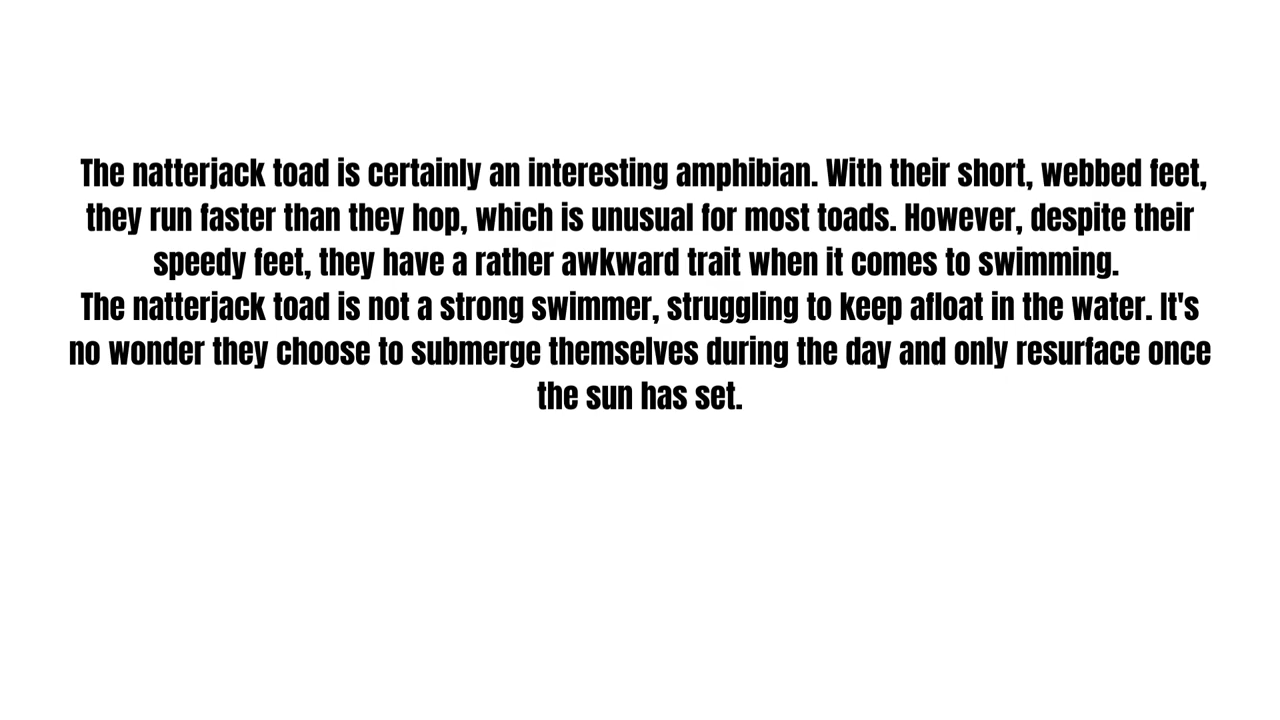 The natterjack toad is certainly an interesting amphibian. With their short, webbed feet,
they run faster than they hop, which is unusual for most toads. However, despite their
speedy feet, they have a rather awkward trait when it comes to swimming.
The natterjack toad is not a strong swimmer, struggling to keep afloat in the water. It's
no wonder they choose to submerge themselves during the day and only resurface once
the sun has set.